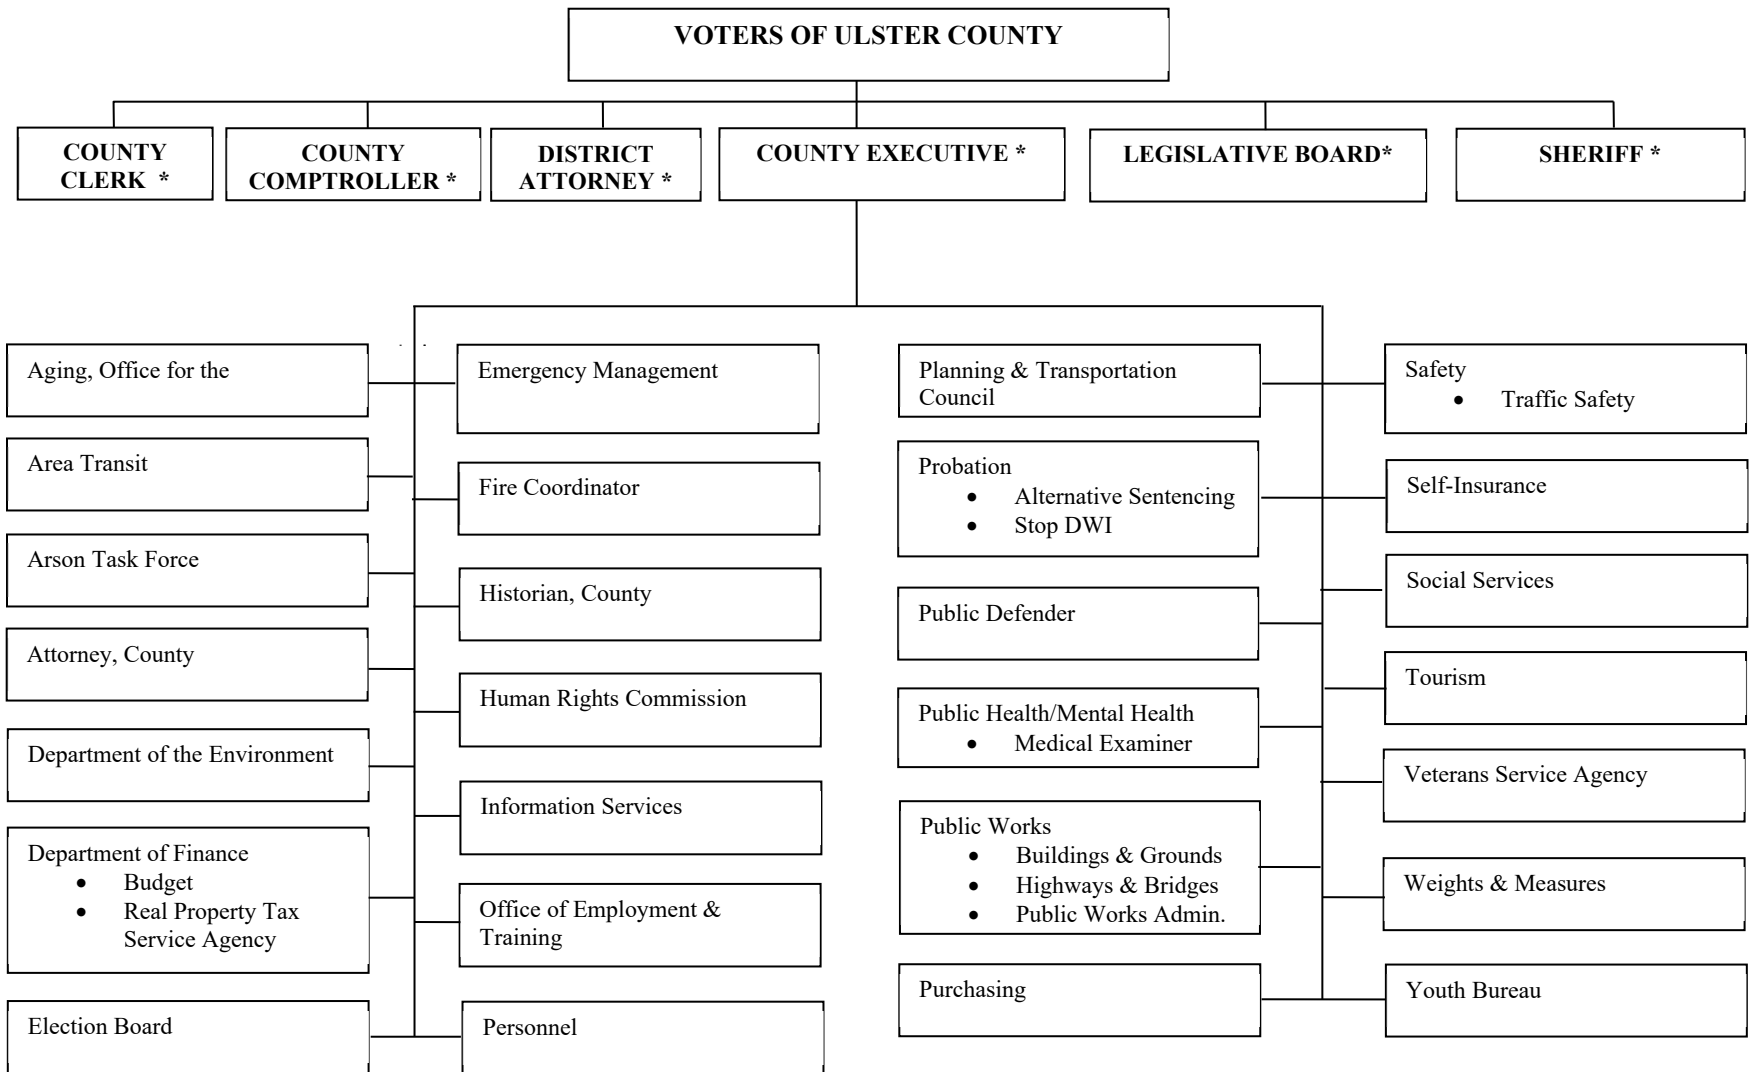 VOTERS OF ULSTER COUNTY
COUNTY
CLERK *
COUNTY
COMPTROLLER *
DISTRICT
ATTORNEY *
COUNTY EXECUTIVE *
LEGISLATIVE BOARD*
SHERIFF *
Aging, Office for the
Area Transit
Arson Task Force
Attorney, County
Department of the Environment
Department of Finance
• Budget
• Real Property Tax
Service Agency
Election Board
Emergency Management
Fire Coordinator
Historian, County
Human Rights Commission
Information Services
Office of Employment &
Training
Personnel
Planning & Transportation
Council
Probation
• Alternative Sentencing
• Stop DWI
Public Defender
Public Health/Mental Health
• Medical Examiner
Public Works
• Buildings & Grounds
• Highways & Bridges
• Public Works Admin.
Purchasing
Safety
• Traffic Safety
Self-Insurance
Social Services
Tourism
Veterans Service Agency
Weights & Measures
Youth Bureau